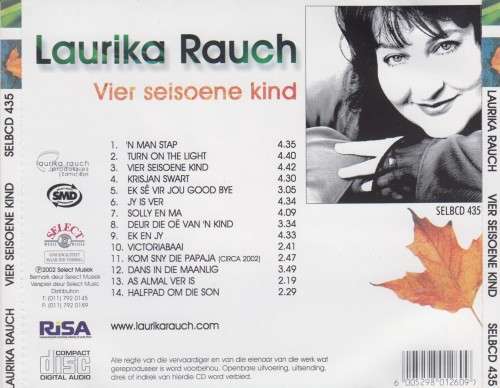 Laurika Rauch
Vier seisoene kind
1. 'N MAN STAP 4.35
2. TURN ON THE LIGHT 4.40
3. VIER SEISOENE KIND 4.42
4. KRISJAN SWART 4.30
5. EK SÊ VIR JOU GOOD BYE 3.05
6. JY IS VER 4.34
7. SOLLY EN MA 4.09
8. DEUR DIE OË VAN 'N KIND 3.34
9. EK EN JY 4.33
10. VICTORIABAAI 2.41
11. KOM SNY DIE PAPAJA (CIRCA 2002) 2.47
12. DANS IN DIE MAANLIG 3.49
13. AS ALMAL VER IS 2.19
14. HALFPAD OM DIE SON 2.29
www.laurikarauch.com
SELBCD 435
laurika rauch
produksies
SMD
SELECT
MUSIEK MUSIC
℗2002 Select Musiek
Bemark deur Select Musiek
Versprei deur Select Music
Distribution
T: (011) 792 0145
F: (011) 792 0189
RiSA
COMPACT
disc
DIGITAL AUDIO
Alle regte van die vervaardiger en van die eienaar van die werk wat
gereproduseer is word voorbehou. Openbare uitvoering, uitsending,
dree of indirek van hierdie CD word verbied.
6 005298 012609
LAURIKA RAUCH VIER SEISOENE KIND SELBCD 435
LAURIKA RAUCH VIER SEISOENE KIND SELBCD 435